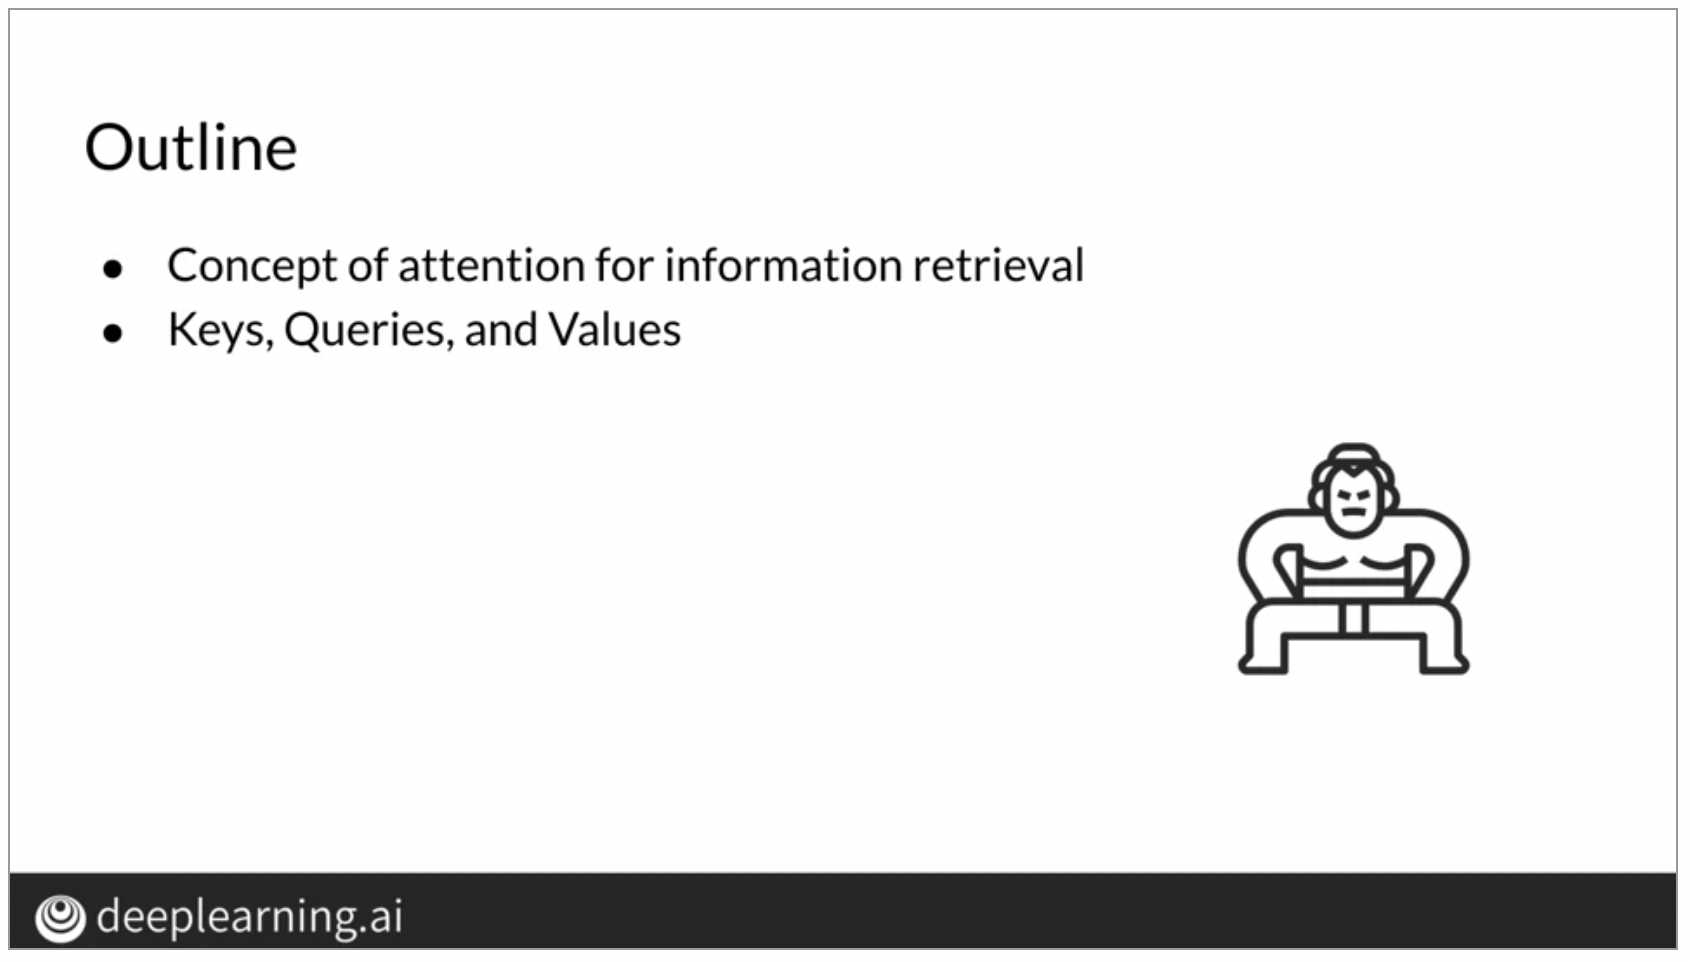 Outline
● Concept of attention for information retrieval
● Keys, Queries, and Values
deeplearning.ai